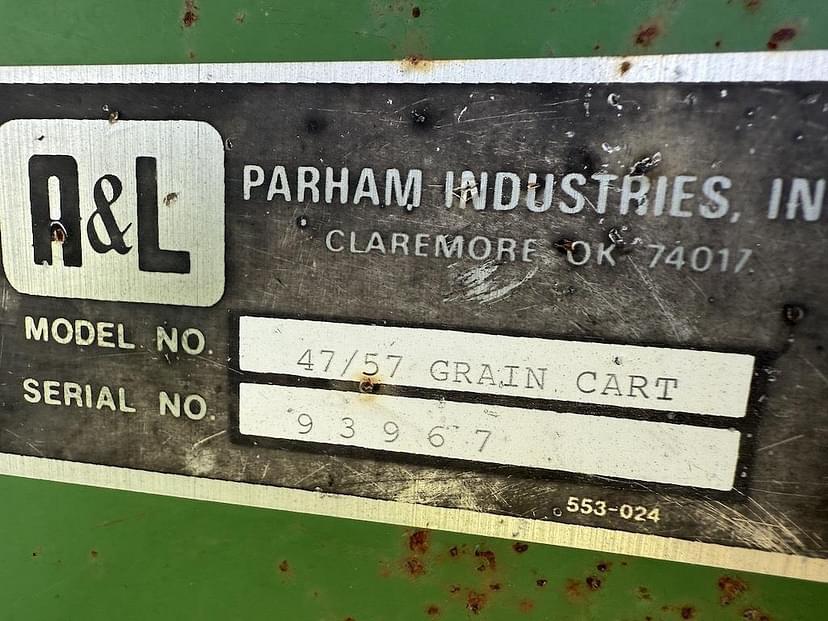 A&L
PARHAM INDUSTRIES, IN
CLAREMORE OK 74017
MODEL NO. 47/57 GRAIN CART
SERIAL NO. 93967
553-024